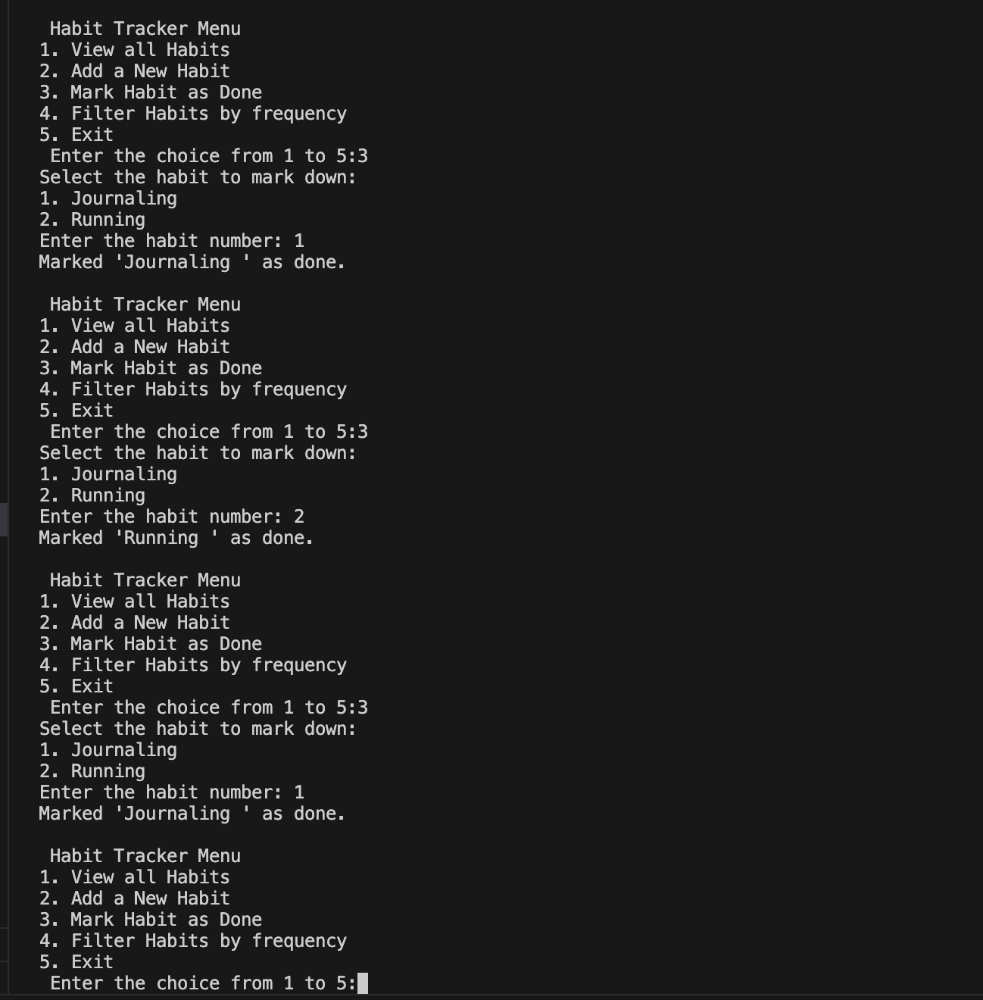 Habit Tracker Menu
1. View all Habits
2. Add a New Habit
3. Mark Habit as Done
4. Filter Habits by frequency
5. Exit
 Enter the choice from 1 to 5:3
Select the habit to mark down:
1. Journaling
2. Running
Enter the habit number: 1
Marked 'Journaling ' as done.

 Habit Tracker Menu
1. View all Habits
2. Add a New Habit
3. Mark Habit as Done
4. Filter Habits by frequency
5. Exit
 Enter the choice from 1 to 5:3
Select the habit to mark down:
1. Journaling
2. Running
Enter the habit number: 2
Marked 'Running ' as done.

 Habit Tracker Menu
1. View all Habits
2. Add a New Habit
3. Mark Habit as Done
4. Filter Habits by frequency
5. Exit
 Enter the choice from 1 to 5:3
Select the habit to mark down:
1. Journaling
2. Running
Enter the habit number: 1
Marked 'Journaling ' as done.

 Habit Tracker Menu
1. View all Habits
2. Add a New Habit
3. Mark Habit as Done
4. Filter Habits by frequency
5. Exit
 Enter the choice from 1 to 5: